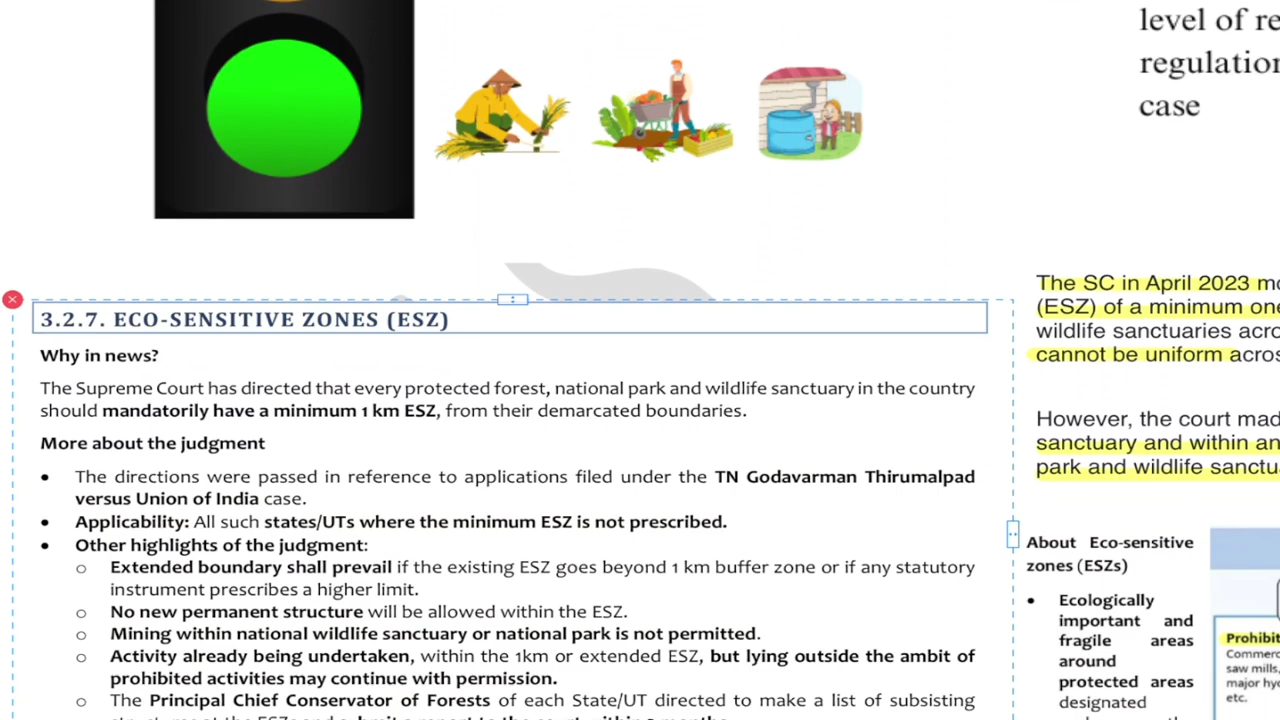 level of re
regulation
case
3.2.7. ECO-SENSITIVE ZONES (ESZ)
Why in news?
The Supreme Court has directed that every protected forest, national park and wildlife sanctuary in the country
should mandatorily have a minimum 1 km ESZ, from their demarcated boundaries.
More about the judgment
• The directions were passed in reference to applications filed under the TN Godavarman Thirumalpad
versus Union of India case.
• Applicability: All such states/UTs where the minimum ESZ is not prescribed.
• Other highlights of the judgment:
o Extended boundary shall prevail if the existing ESZ goes beyond 1 km buffer zone or if any statutory
instrument prescribes a higher limit.
o No new permanent structure will be allowed within the ESZ.
o Mining within national wildlife sanctuary or national park is not permitted.
o Activity already being undertaken, within the 1km or extended ESZ, but lying outside the ambit of
prohibited activities may continue with permission.
o The Principal Chief Conservator of Forests of each State/UT directed to make a list of subsisting
The SC in April 2023 mo
(ESZ) of a minimum one
wildlife sanctuaries acro
cannot be uniform acros
However, the court mad
sanctuary and within an
park and wildlife sanctu
About Eco-sensitive
zones (ESZs)
• Ecologically
important and
fragile areas
around
protected areas
designated
Prohibit
Commerc
saw mills,
major hy
etc.